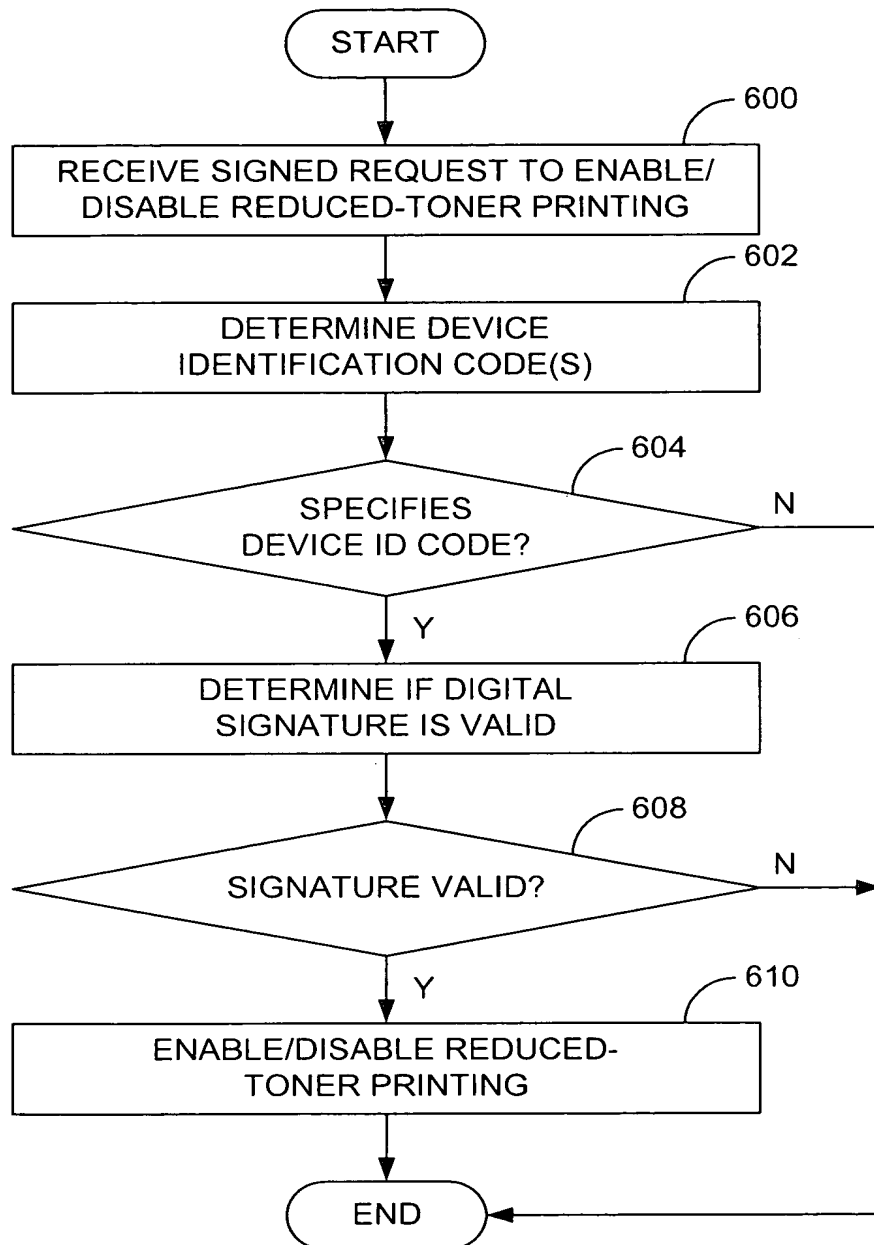 START
600
RECEIVE SIGNED REQUEST TO ENABLE/
DISABLE REDUCED-TONER PRINTING
602
DETERMINE DEVICE
IDENTIFICATION CODE(S)
604
SPECIFIES
DEVICE ID CODE?
N
Y
606
DETERMINE IF DIGITAL
SIGNATURE IS VALID
608
SIGNATURE VALID?
N
Y
610
ENABLE/DISABLE REDUCED-
TONER PRINTING
END